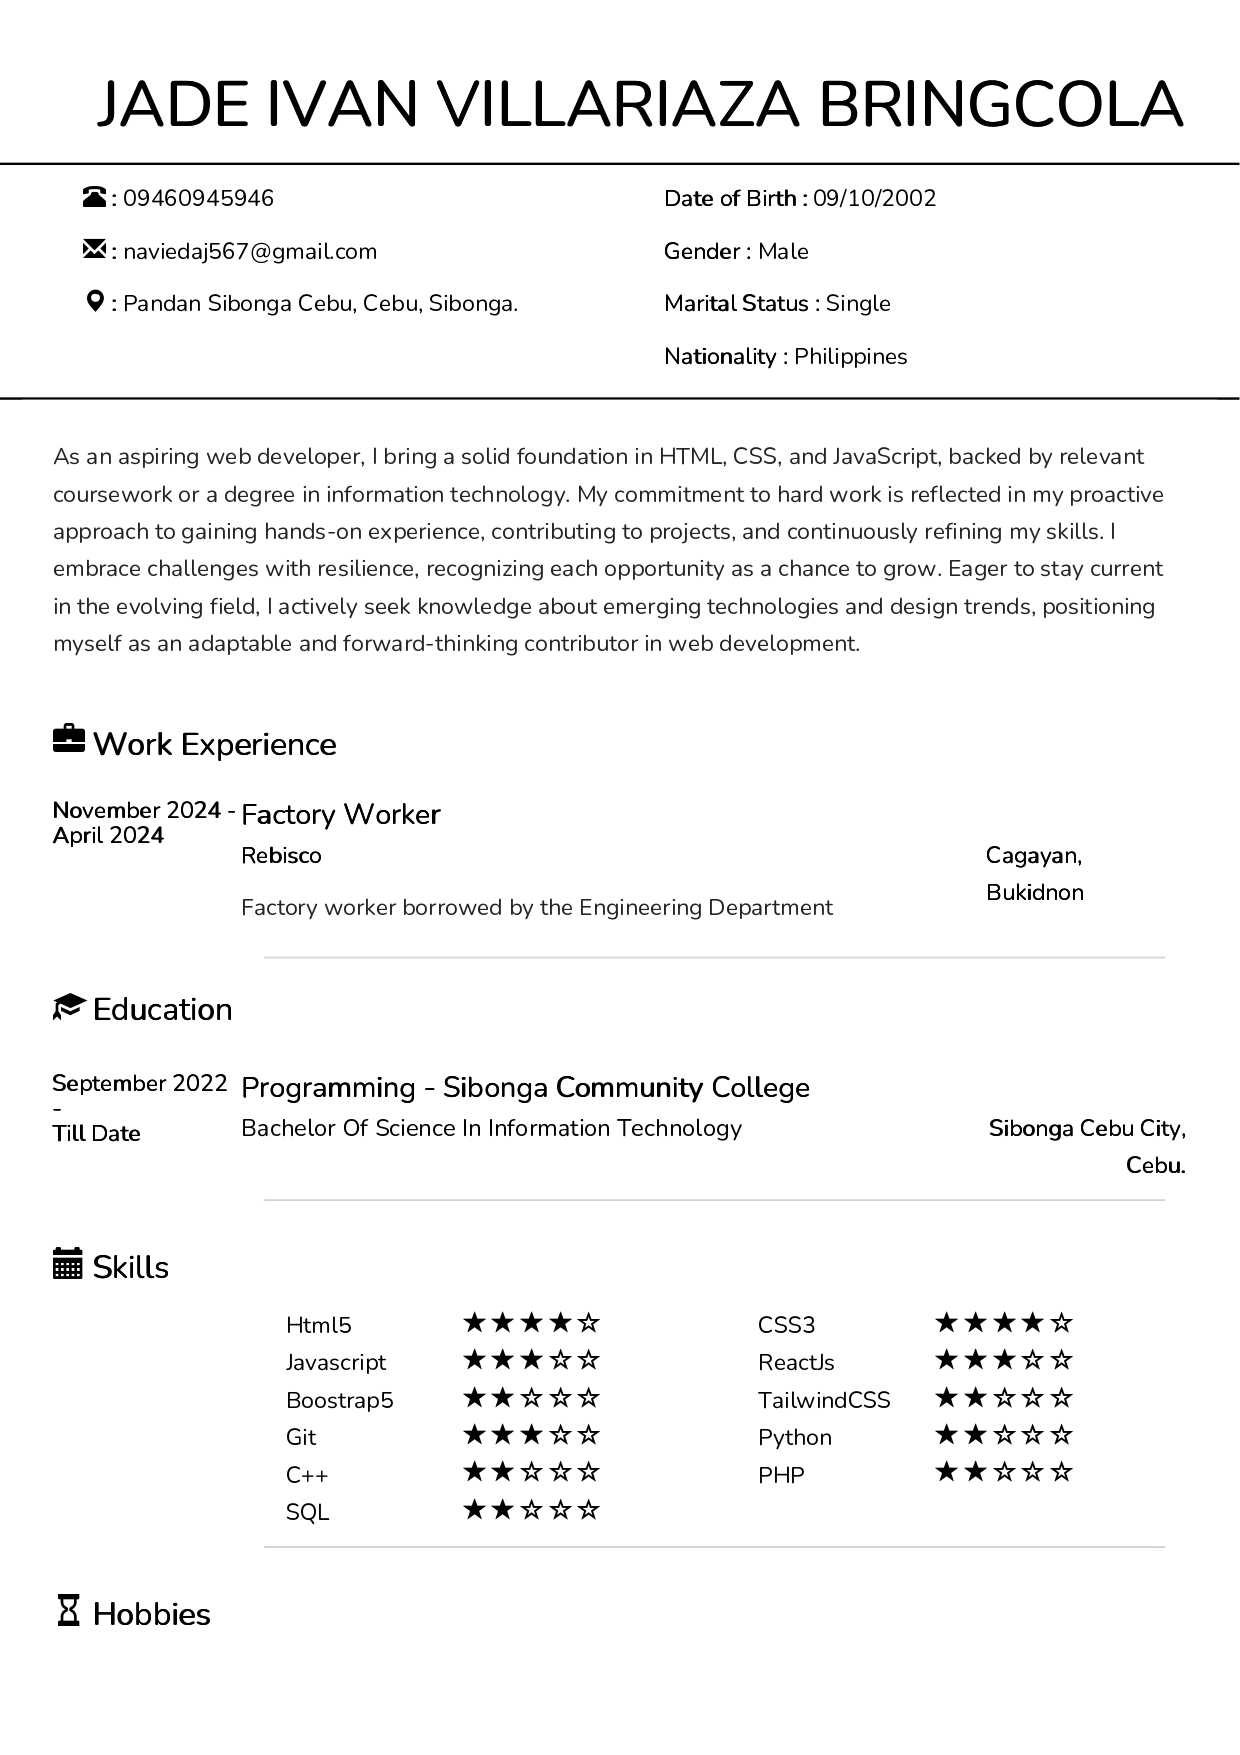 JADE IVAN VILLARIAZA BRINGCOLA
: 09460945946
: naviedaj567@gmail.com
: Pandan Sibonga Cebu, Cebu, Sibonga.
Date of Birth : 09/10/2002
Gender : Male
Marital Status : Single
Nationality : Philippines
As an aspiring web developer, I bring a solid foundation in HTML, CSS, and JavaScript, backed by relevant
coursework or a degree in information technology. My commitment to hard work is reflected in my proactive
approach to gaining hands-on experience, contributing to projects, and continuously refining my skills. I
embrace challenges with resilience, recognizing each opportunity as a chance to grow. Eager to stay current
in the evolving field, I actively seek knowledge about emerging technologies and design trends, positioning
myself as an adaptable and forward-thinking contributor in web development.
Work Experience
November 2024 -
April 2024
Factory Worker
Rebisco
Cagayan,
Bukidnon
Factory worker borrowed by the Engineering Department
Education
September 2022
-
Till Date
Programming - Sibonga Community College
Bachelor Of Science In Information Technology
Sibonga Cebu City,
Cebu.
Skills
Html5 ★★★★☆ CSS3 ★★★★☆
Javascript ★★★☆☆ ReactJs ★★★☆☆
Boostrap5 ★★☆☆☆ TailwindCSS ★★☆☆☆
Git ★★★☆☆ Python ★★☆☆☆
C++ ★★☆☆☆ PHP ★★☆☆☆
SQL ★★☆☆☆
Hobbies